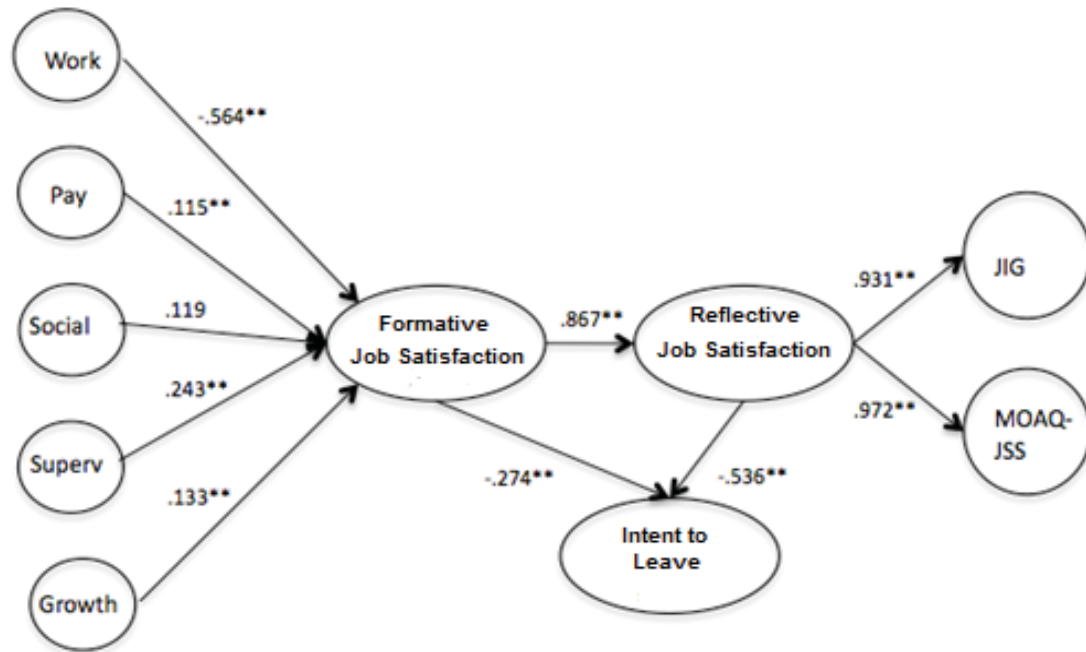 Work
-.564**
Pay
.115**
Social
.119
Superv
.243**
Growth
.133**
Formative
Job Satisfaction
.867**
Reflective
Job Satisfaction
-.274**
-.536**
Intent to
Leave
.931**
JIG
.972**
MOAQ-
JSS